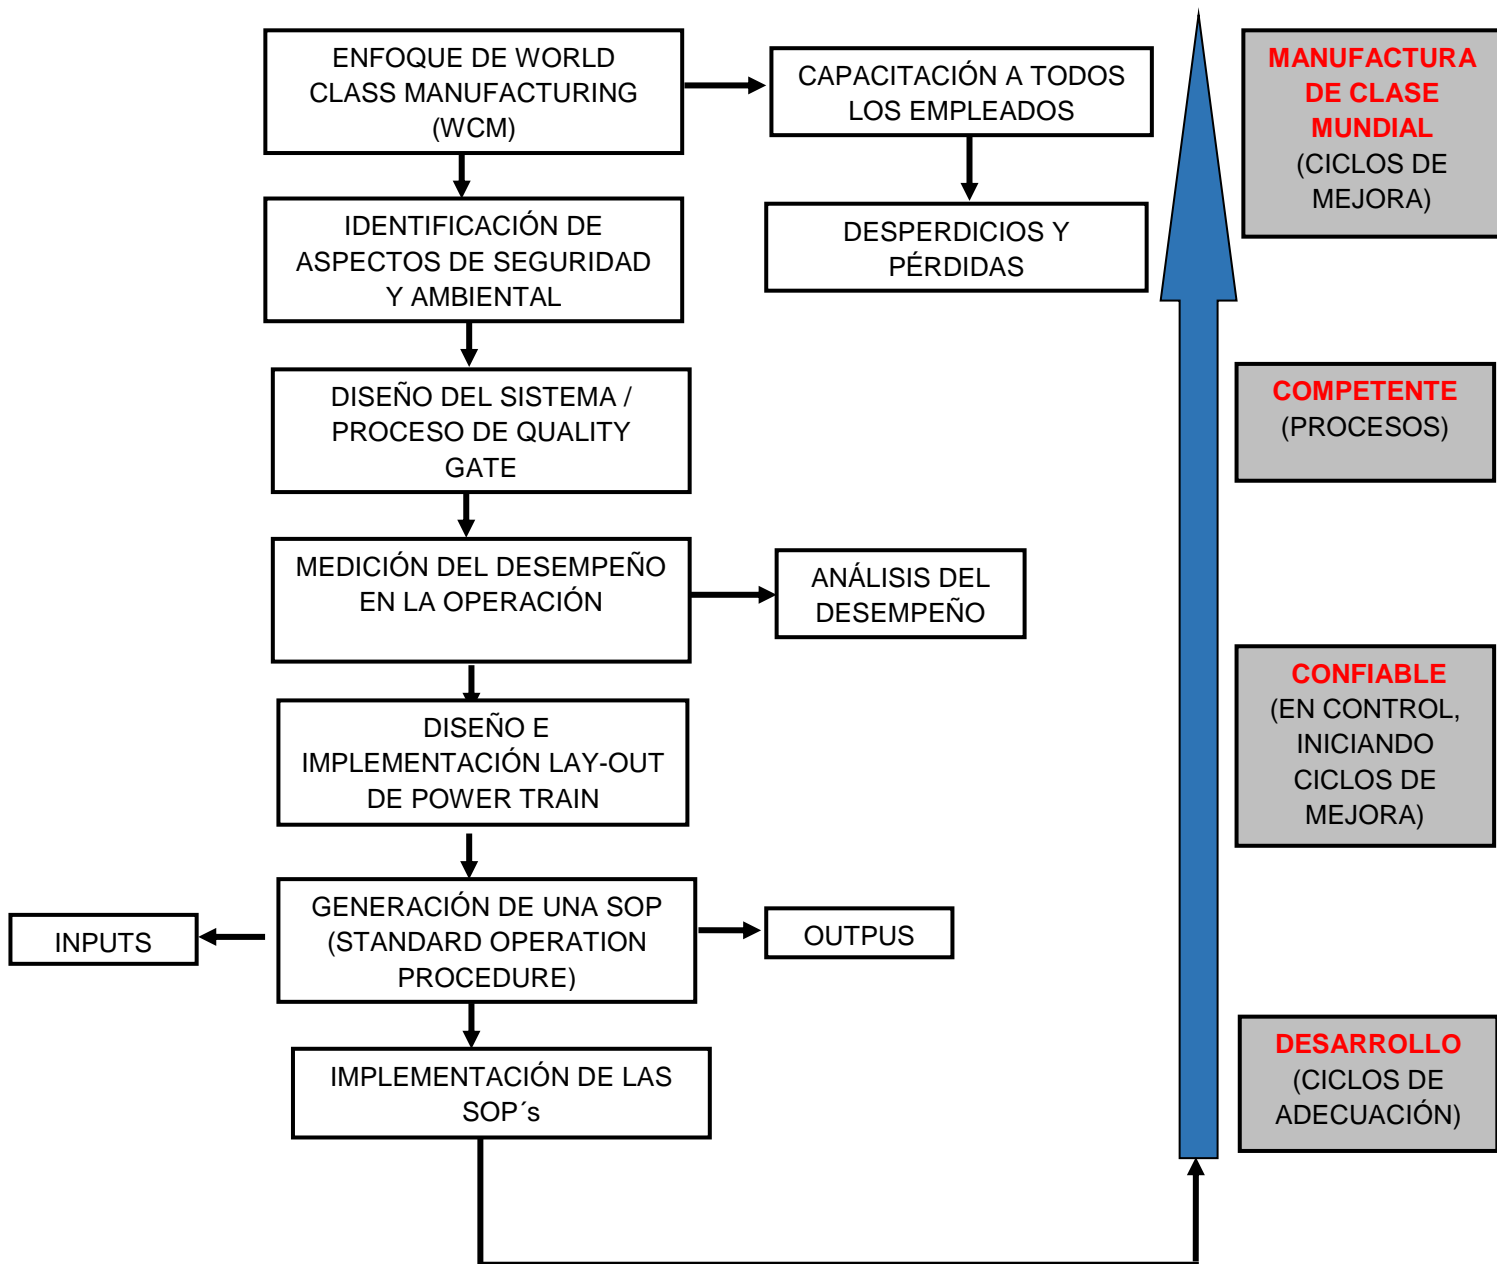 ENFOQUE DE WORLD
CLASS MANUFACTURING
(WCM)
CAPACITACIÓN A TODOS
LOS EMPLEADOS
MANUFACTURA
DE CLASE
MUNDIAL
(CICLOS DE
MEJORA)
IDENTIFICACIÓN DE
ASPECTOS DE SEGURIDAD
Y AMBIENTAL
DESPERDICIOS Y
PÉRDIDAS
DISEÑO DEL SISTEMA /
PROCESO DE QUALITY
GATE
COMPETENTE
(PROCESOS)
MEDICIÓN DEL DESEMPEÑO
EN LA OPERACIÓN
ANÁLISIS DEL
DESEMPEÑO
DISEÑO E
IMPLEMENTACIÓN LAY-OUT
DE POWER TRAIN
CONFIABLE
(EN CONTROL,
INICIANDO
CICLOS DE
MEJORA)
INPUTS
GENERACIÓN DE UNA SOP
(STANDARD OPERATION
PROCEDURE)
OUTPUS
IMPLEMENTACIÓN DE LAS
SOP´s
DESARROLLO
(CICLOS DE
ADECUACIÓN)